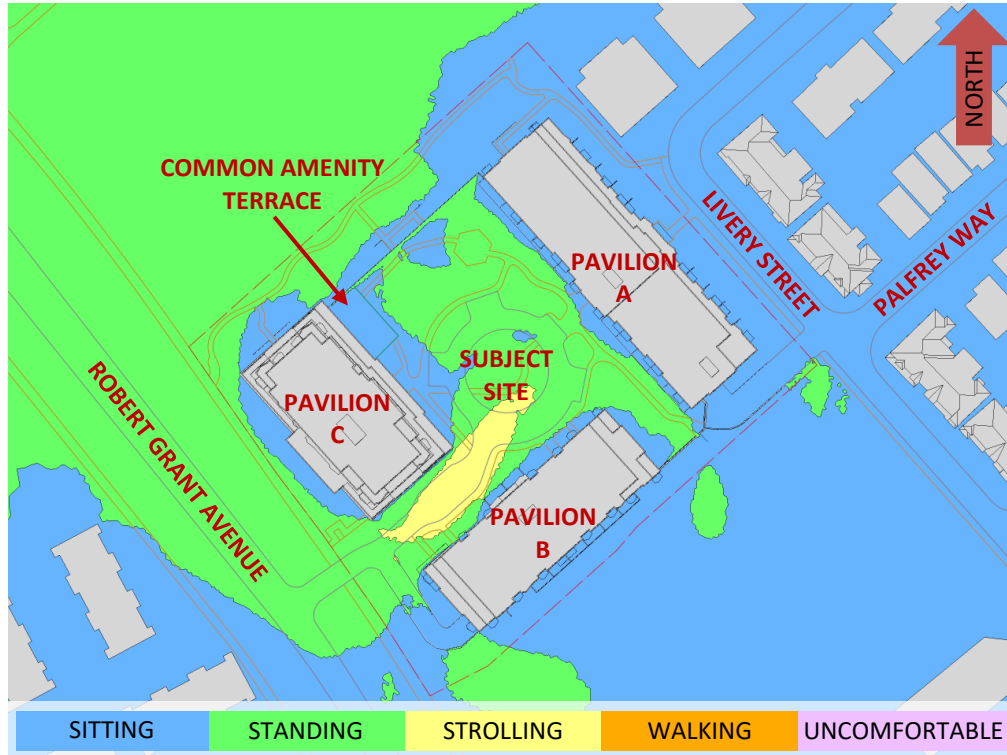 NORTH
COMMON AMENITY
TERRACE
LIVERY STREET
PALFREY WAY
PAVILION
A
SUBJECT
SITE
PAVILION
C
ROBERT GRANT AVENUE
PAVILION
B
SITTING
STANDING
STROLLING
WALKING
UNCOMFORTABLE